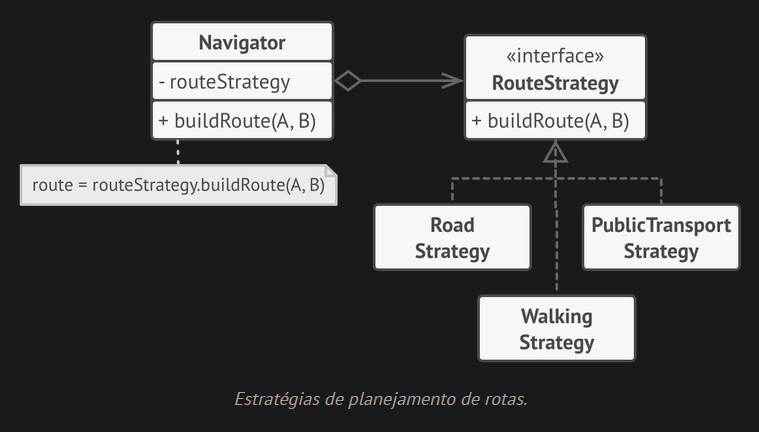 Navigator
- routeStrategy
+ buildRoute(A, B)
route = routeStrategy.buildRoute(A, B)
«interface»
RouteStrategy
+ buildRoute(A, B)
Road
Strategy
PublicTransport
Strategy
Walking
Strategy
Estratégias de planejamento de rotas.